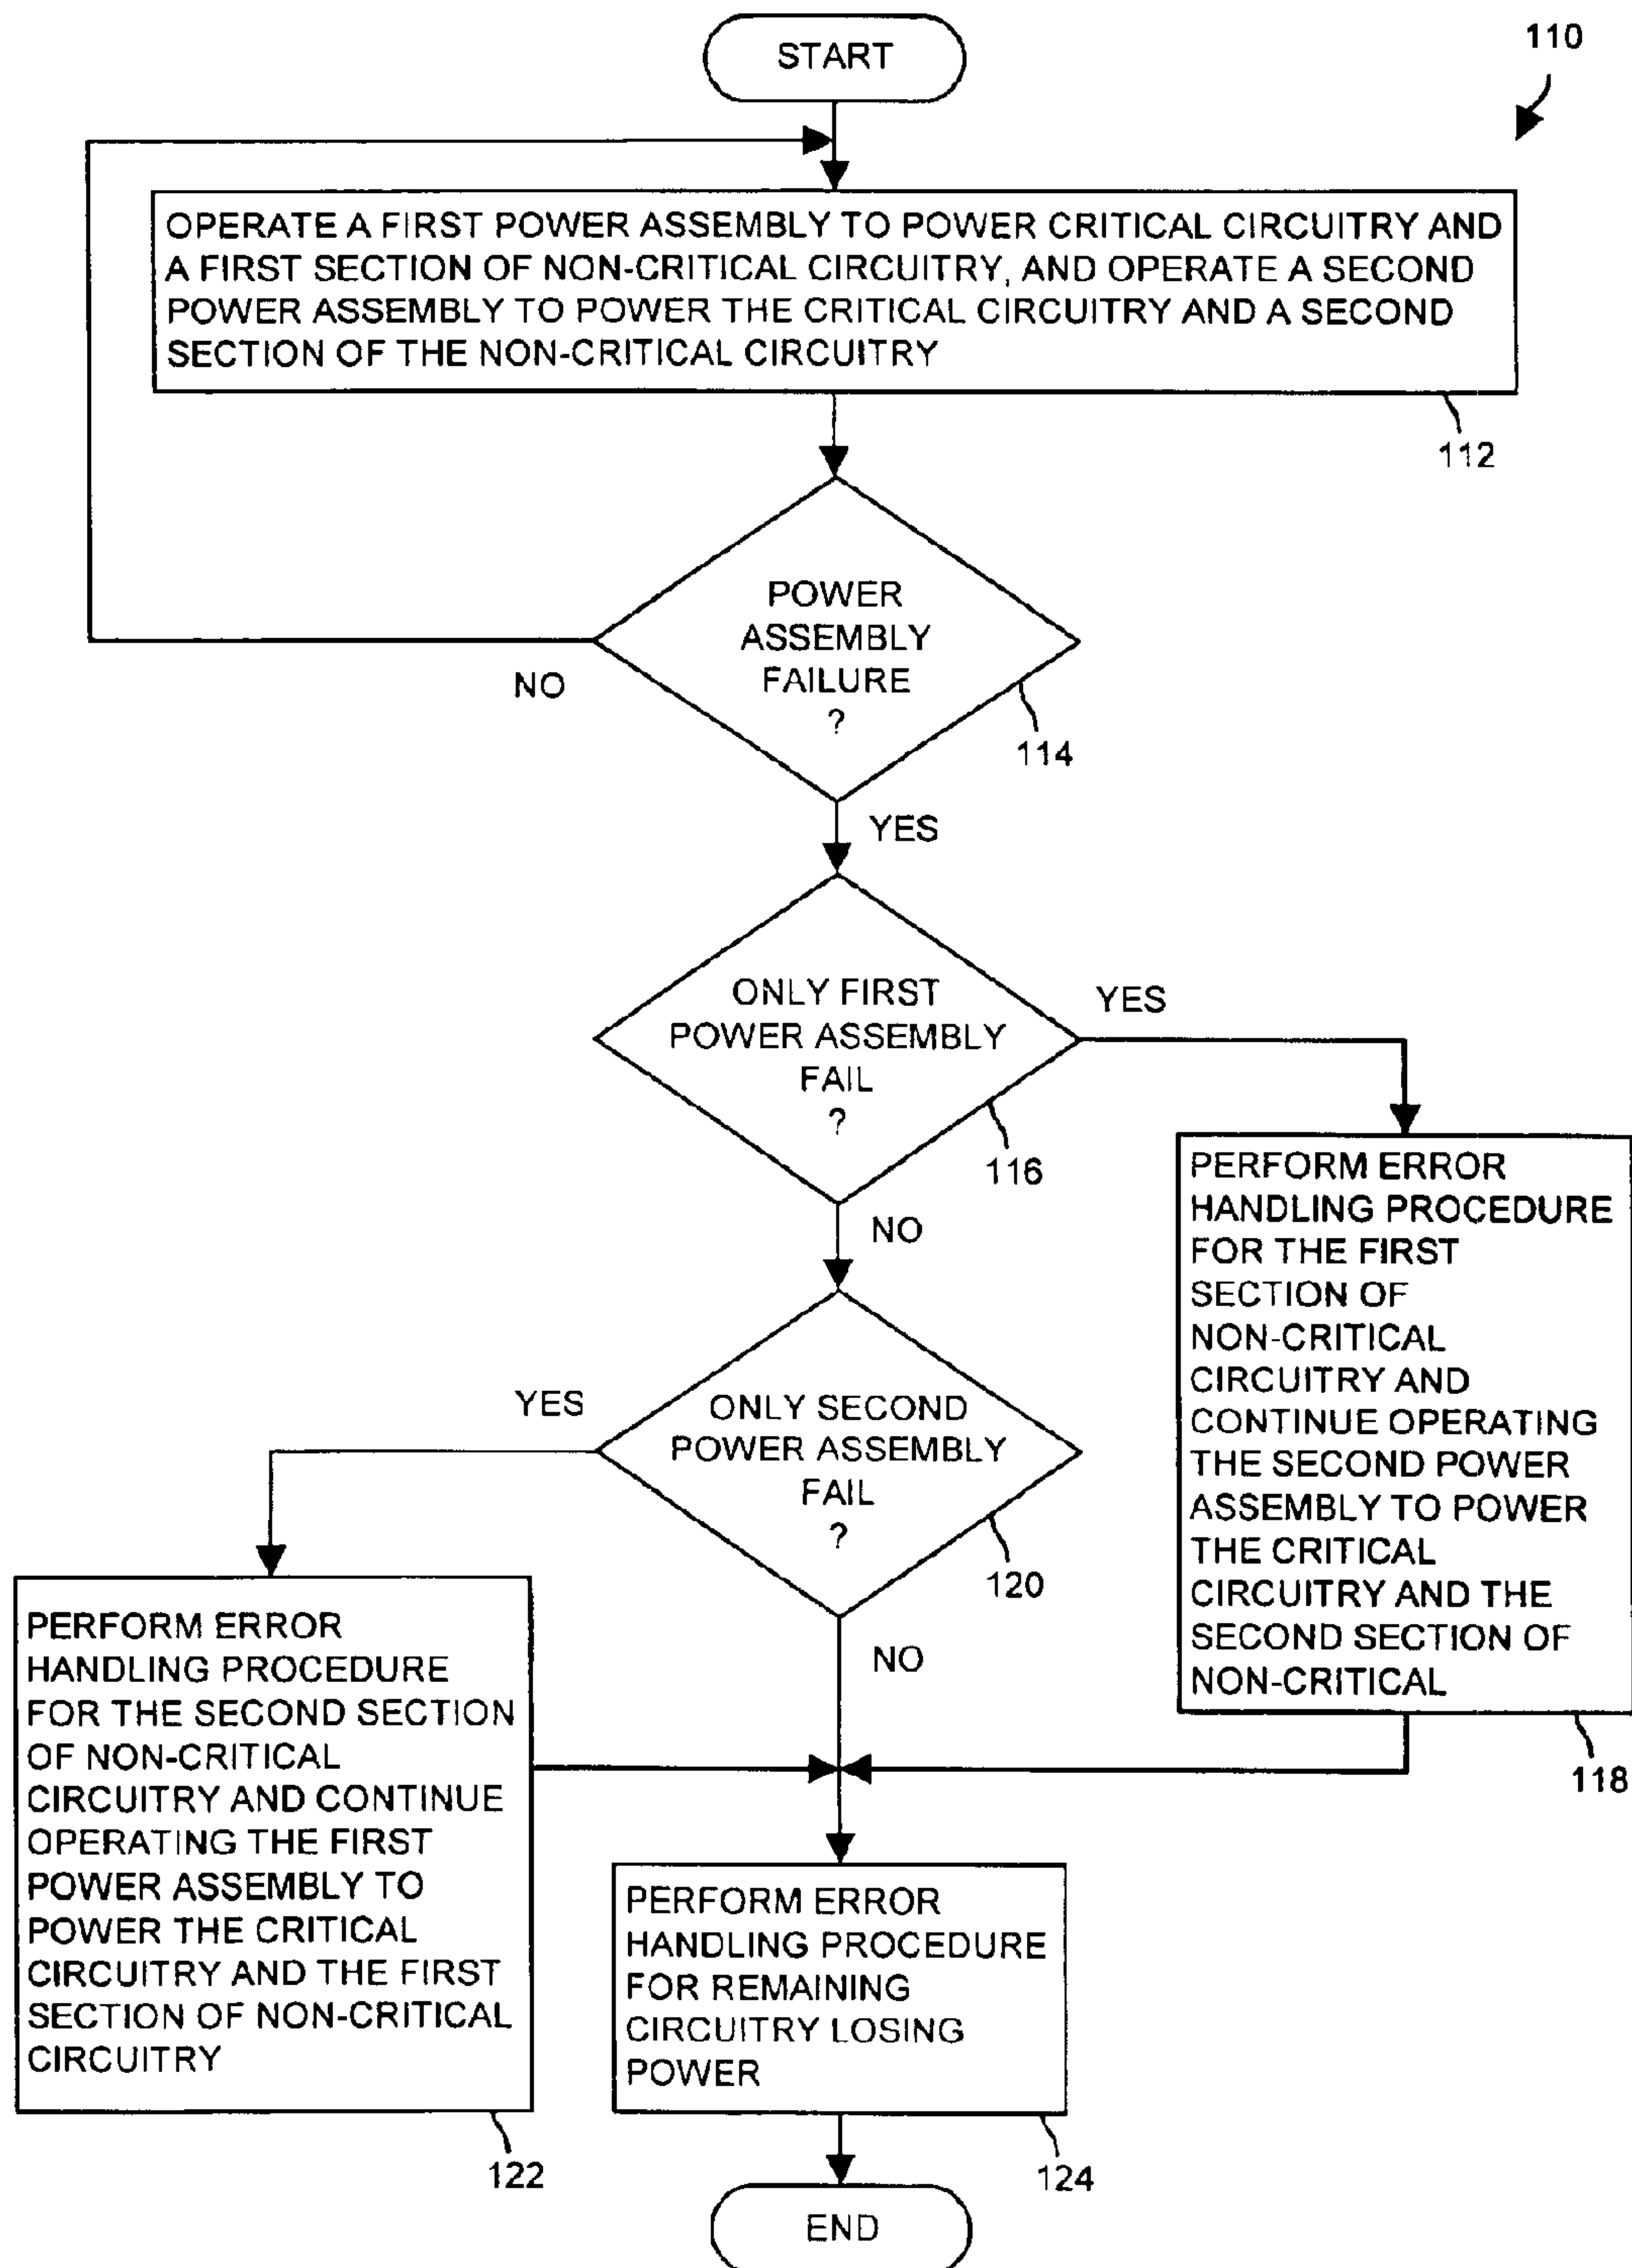 START
110
OPERATE A FIRST POWER ASSEMBLY TO POWER CRITICAL CIRCUITRY AND
A FIRST SECTION OF NON-CRITICAL CIRCUITRY, AND OPERATE A SECOND
POWER ASSEMBLY TO POWER THE CRITICAL CIRCUITRY AND A SECOND
SECTION OF THE NON-CRITICAL CIRCUITRY
112
POWER
ASSEMBLY
FAILURE
?
NO
114
YES
ONLY FIRST
POWER ASSEMBLY
FAIL
?
YES
116
NO
PERFORM ERROR
HANDLING PROCEDURE
FOR THE FIRST
SECTION OF
NON-CRITICAL
CIRCUITRY AND
CONTINUE OPERATING
THE SECOND POWER
ASSEMBLY TO POWER
THE CRITICAL
CIRCUITRY AND THE
SECOND SECTION OF
NON-CRITICAL
118
ONLY SECOND
POWER ASSEMBLY
FAIL
?
YES
120
NO
PERFORM ERROR
HANDLING PROCEDURE
FOR THE SECOND SECTION
OF NON-CRITICAL
CIRCUITRY AND CONTINUE
OPERATING THE FIRST
POWER ASSEMBLY TO
POWER THE CRITICAL
CIRCUITRY AND THE FIRST
SECTION OF NON-CRITICAL
CIRCUITRY
122
PERFORM ERROR
HANDLING PROCEDURE
FOR REMAINING
CIRCUITRY LOSING
POWER
124
END